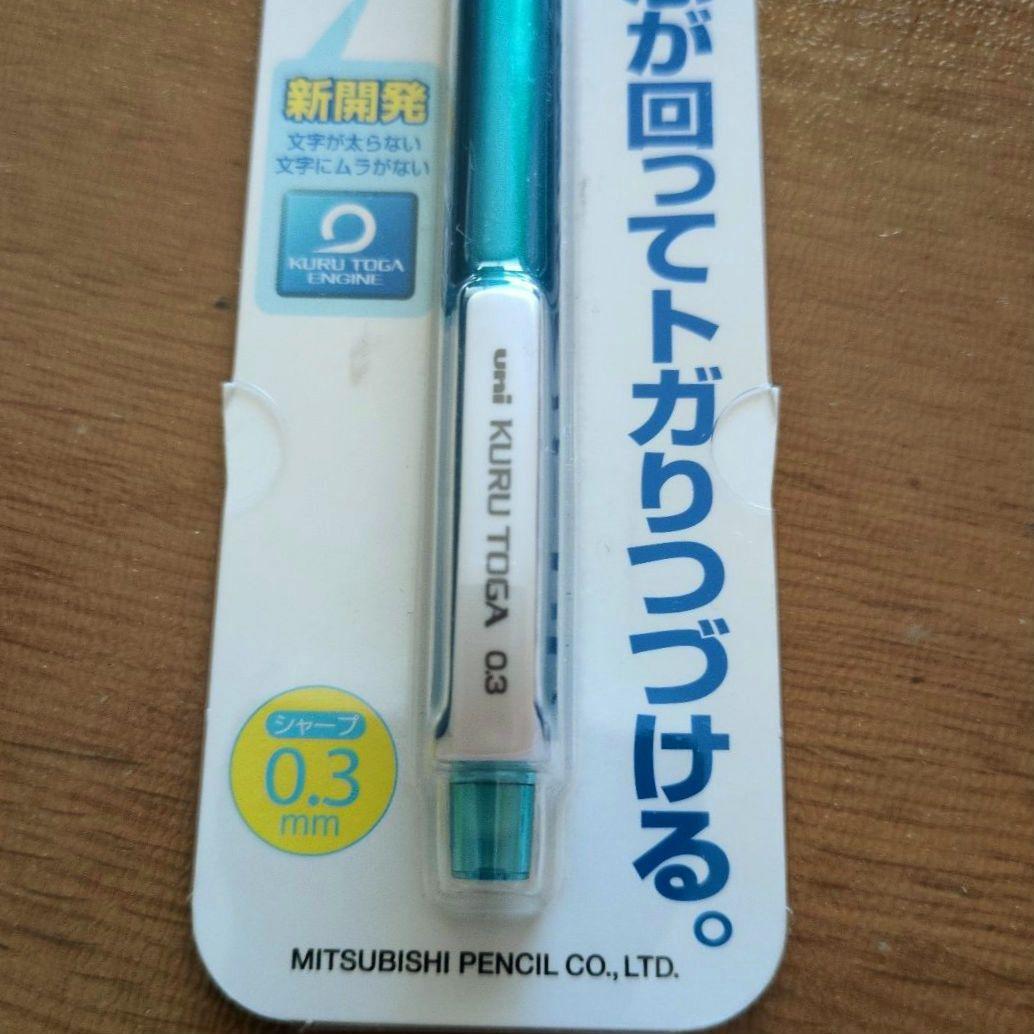 新開発
文字が太らない
文字にムラがない
KURU TOGA
ENGINE
uni KURU TOGA 0.3
が回ってトガりつづける。
シャープ
0.3
mm
MITSUBISHI PENCIL CO., LTD.